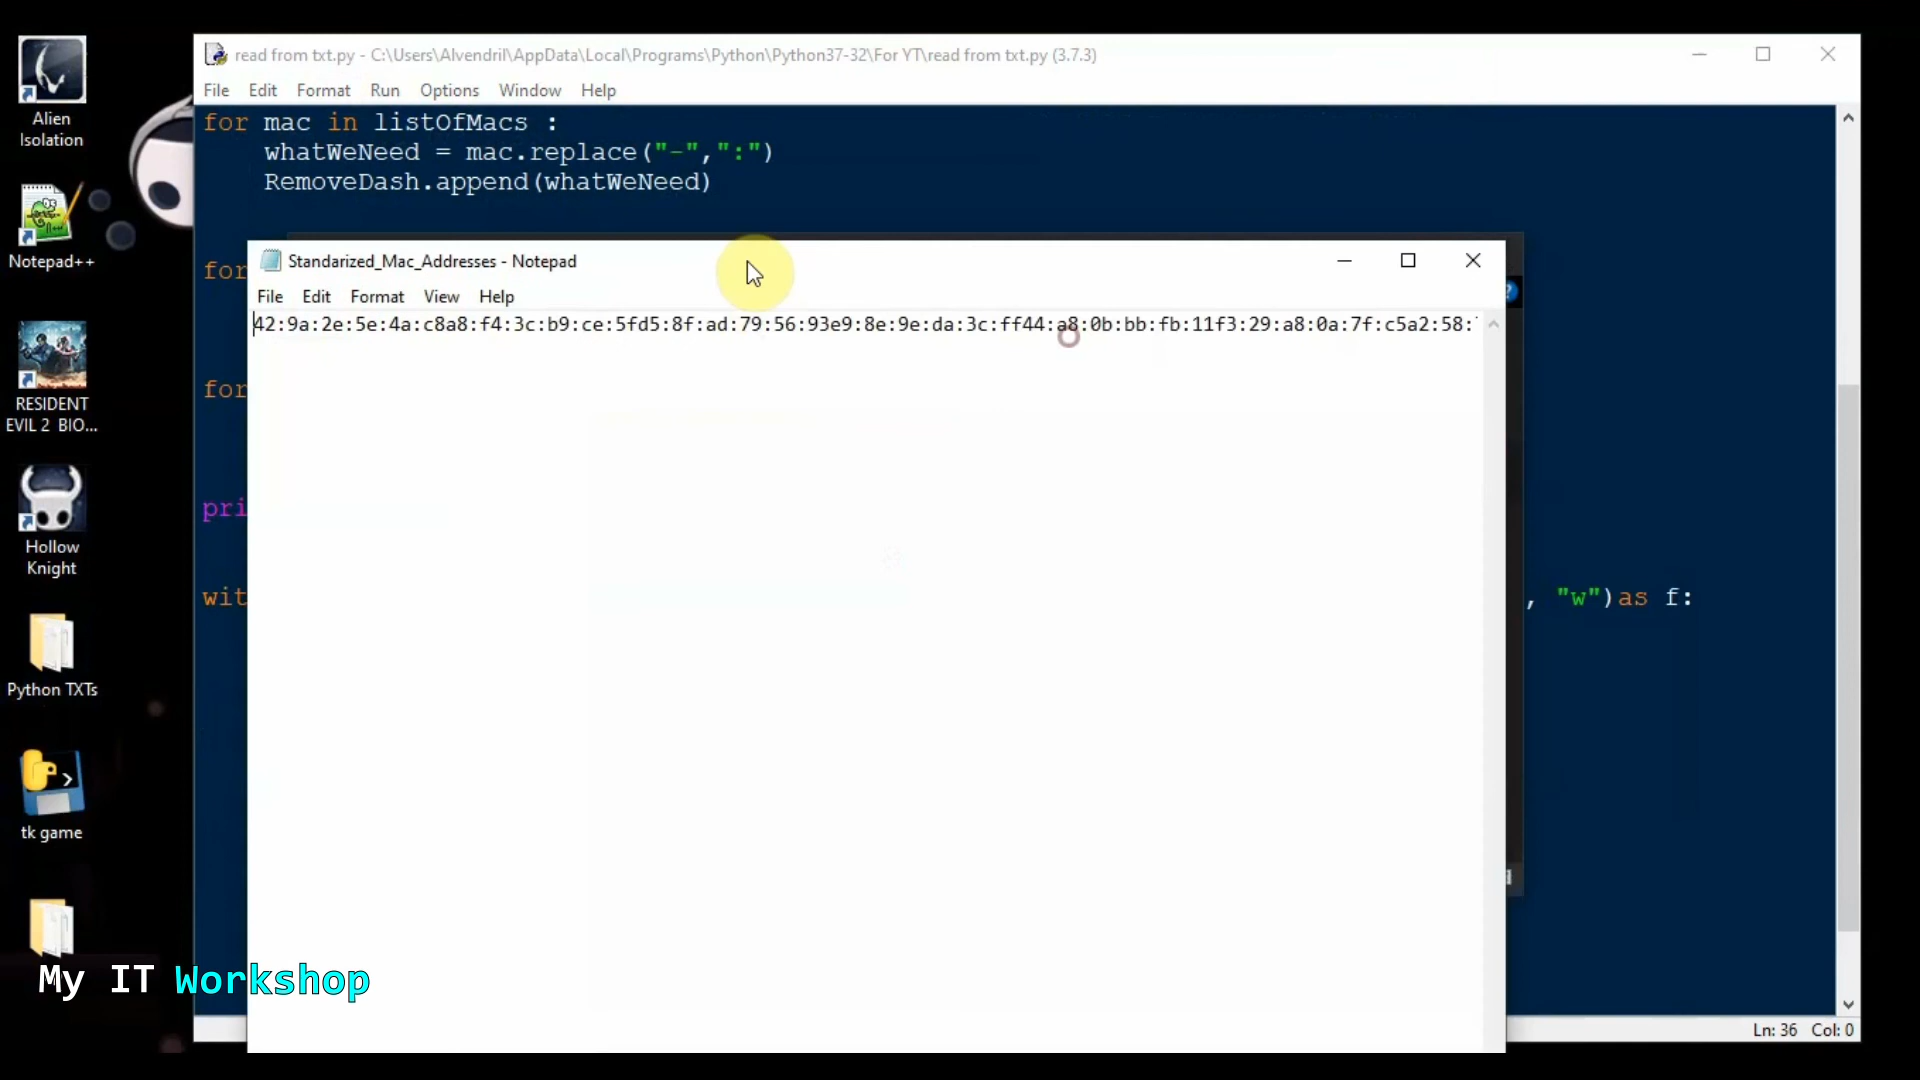 read from txt.py - C:\Users\Alvendril\AppData\Local\Programs\Python\Python37-32\For YT\read from txt.py (3.7.3)
File Edit Format Run Options Window Help
for mac in listOfMacs :
whatWeNeed = mac.replace("-",":")
RemoveDash.append(whatWeNeed)
for
for
pri
wit
, "w")as f:
Ln: 36 Col: 0
Standarized_Mac_Addresses - Notepad
File Edit Format View Help
42:9a:2e:5e:4a:c8a8:f4:3c:b9:ce:5fd5:8f:ad:79:56:93e9:8e:9e:da:3c:ff44:a8:0b:bb:fb:11f3:29:a8:0a:7f:c5a2:58:
Alien
Isolation
Notepad++
RESIDENT
EVIL 2 BIO...
Hollow
Knight
Python TXTs
tk game
My IT Workshop